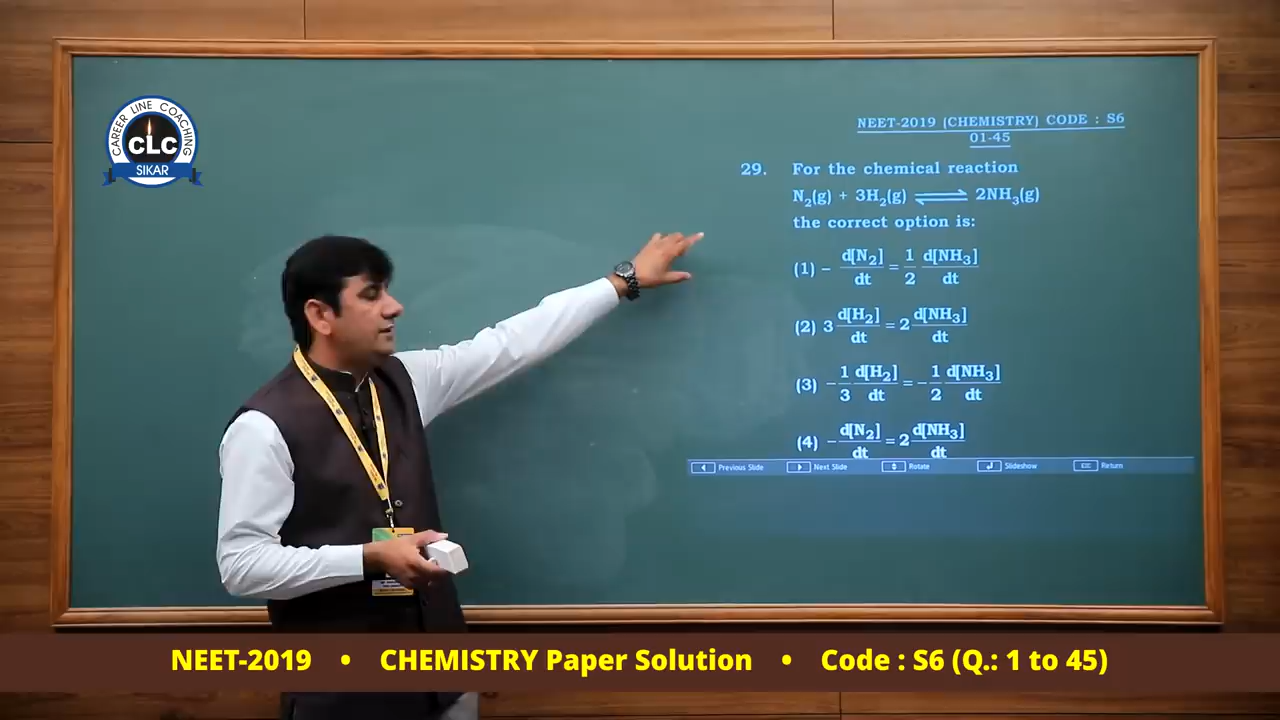 CAREER LINE COACHING
CLC
SIKAR
NEET-2019 (CHEMISTRY) CODE : S6
01-45
29. For the chemical reaction
N₂(g) + 3H₂(g) ⇌ 2NH₃(g)
the correct option is:
(1) − d[N₂]/dt = 1/2 d[NH₃]/dt
(2) 3 d[H₂]/dt = 2 d[NH₃]/dt
(3) − 1/3 d[H₂]/dt = − 1/2 d[NH₃]/dt
(4) − d[N₂]/dt = 2 d[NH₃]/dt
Previous Slide Next Slide Rotate Slideshow ESC Return
NEET-2019 • CHEMISTRY Paper Solution • Code : S6 (Q.: 1 to 45)